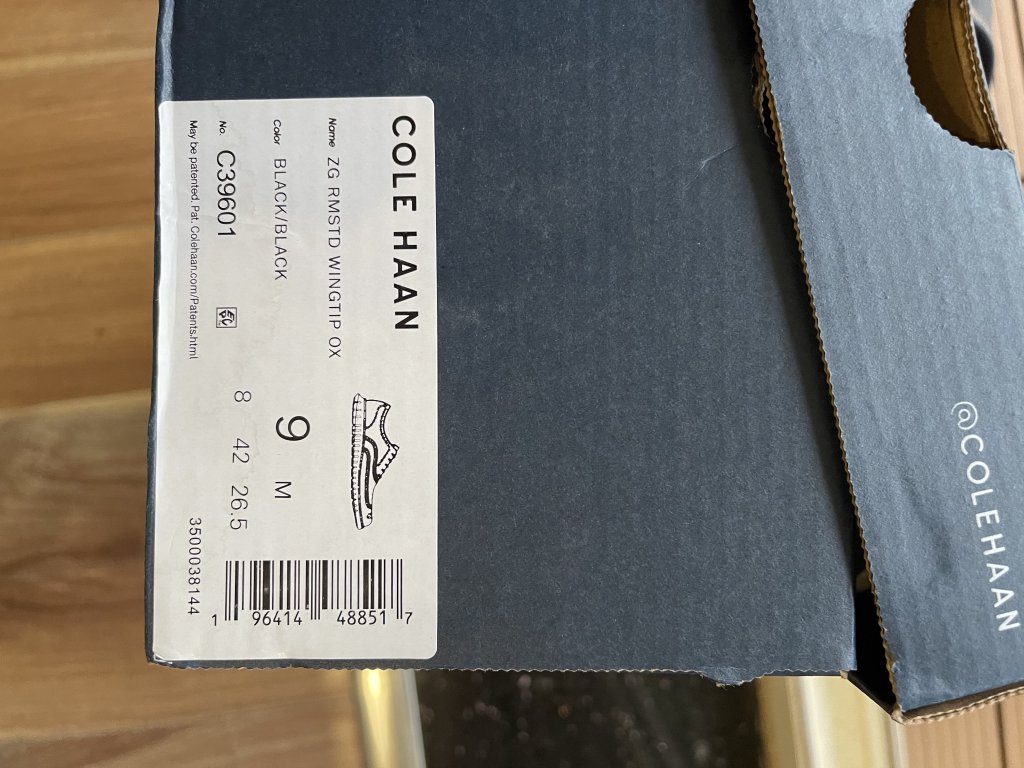 COLE HAAN
Name ZG RMSTD WINGTIP OX
Color BLACK/BLACK
No. C39601
May be patented. Pat. Colehaan.com/Patents.html
9 M
8 42 26.5
3500038144
1 96414 48851 7
@COLEHAAN